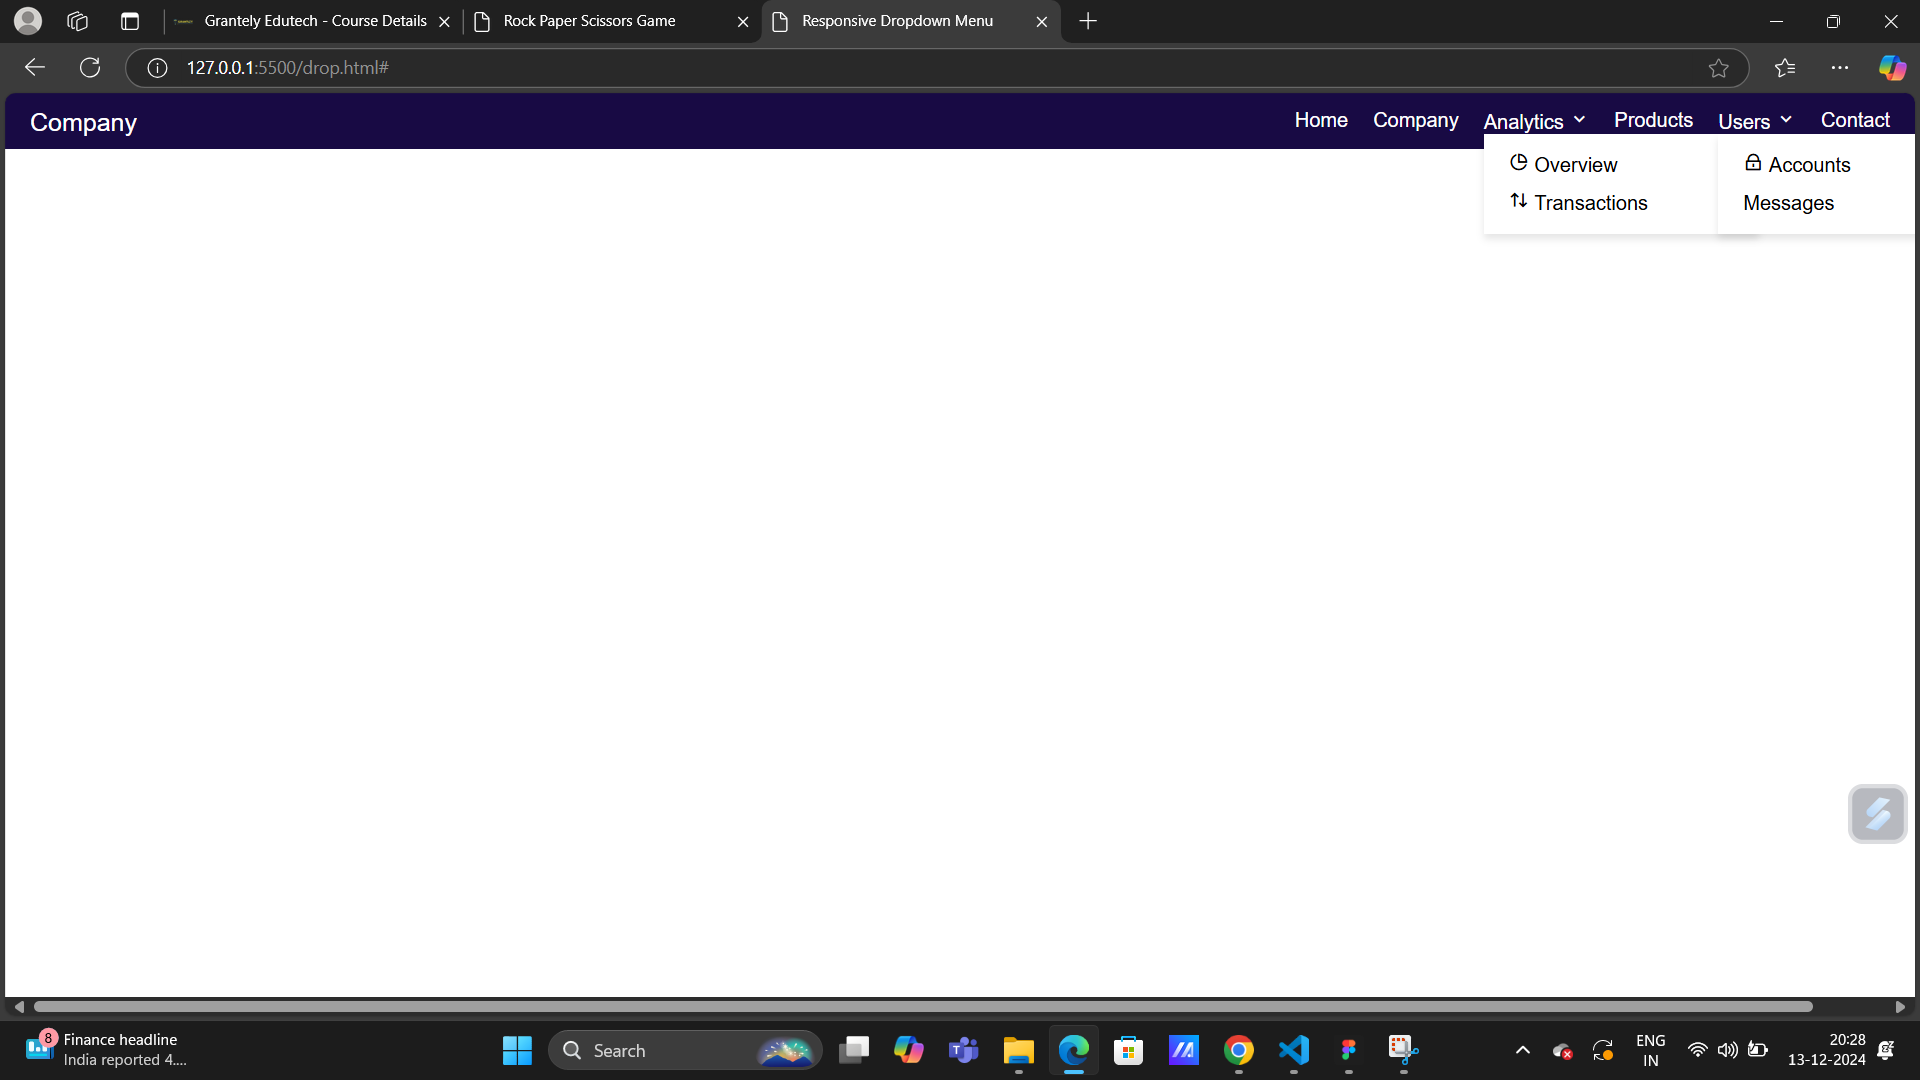 Grantely Edutech - Course Details
Rock Paper Scissors Game
Responsive Dropdown Menu
127.0.0.1:5500/drop.html#
Company
Home Company Analytics Products Users Contact
Overview
Transactions
Accounts
Messages
8
Finance headline
India reported 4....
Search
ENG
IN
20:28
13-12-2024